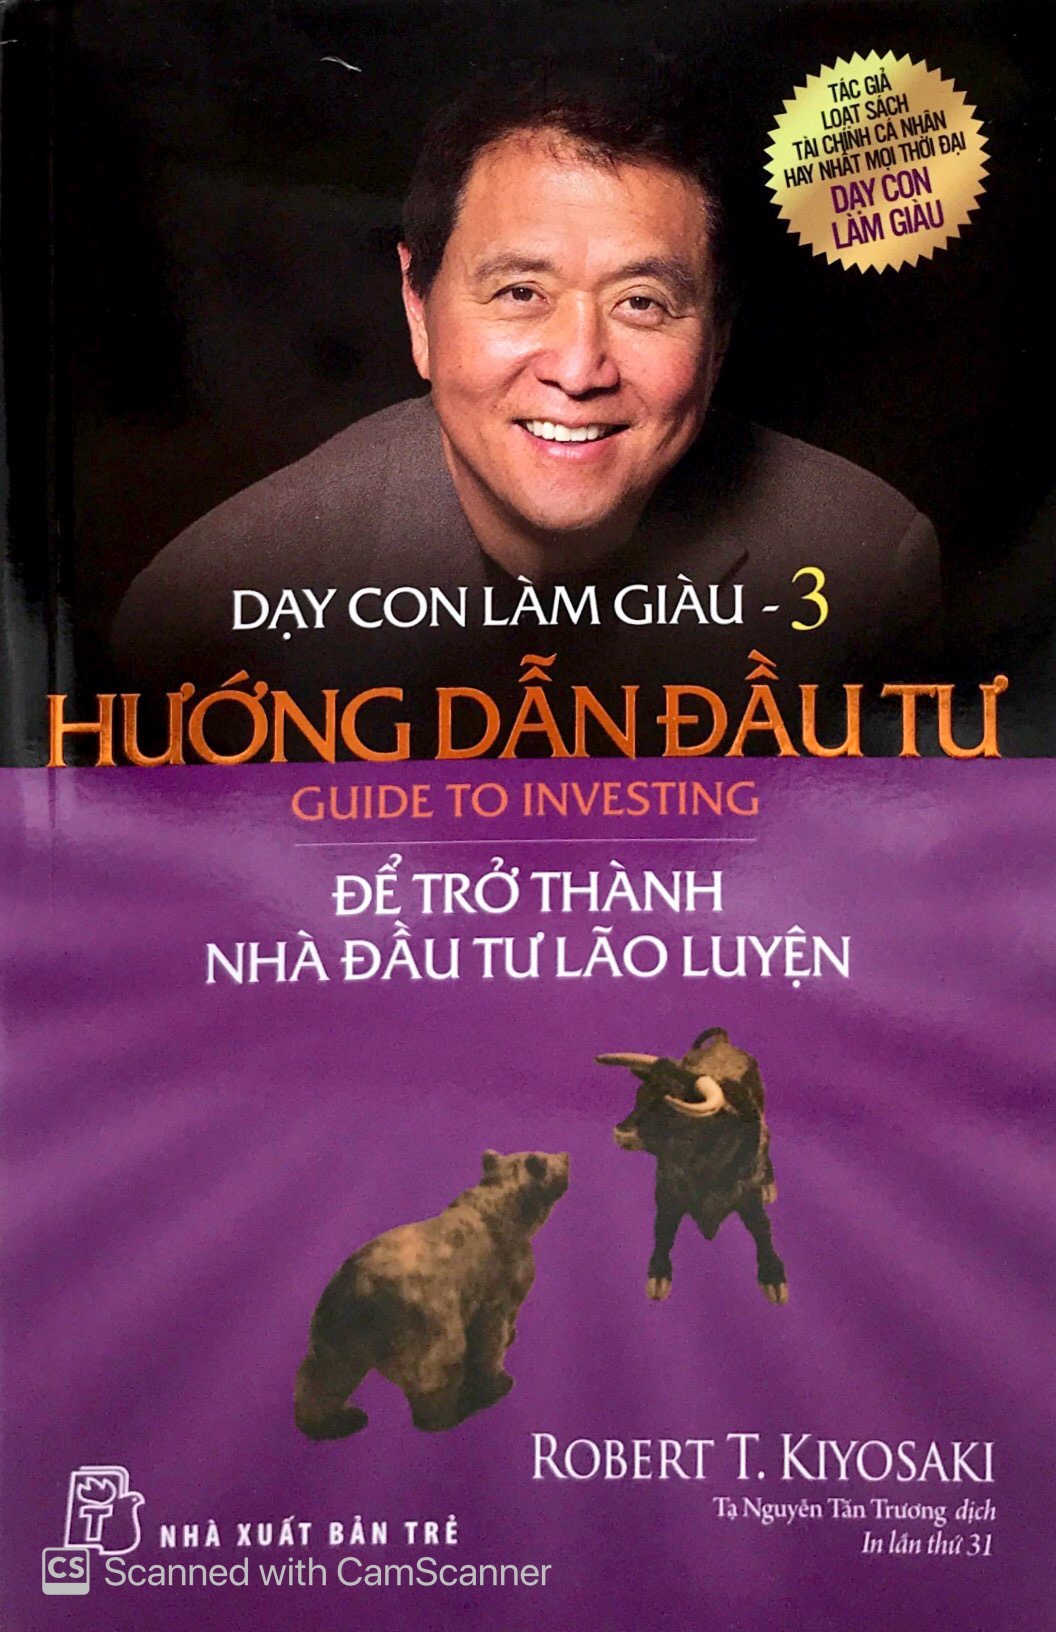 TÁC GIẢ
LOẠT SÁCH
TÀI CHÍNH CÁ NHÂN
HAY NHẤT MỌI THỜI ĐẠI
DẠY CON
LÀM GIÀU
DẠY CON LÀM GIÀU - 3
HƯỚNG DẪN ĐẦU TƯ
GUIDE TO INVESTING
ĐỂ TRỞ THÀNH
NHÀ ĐẦU TƯ LÃO LUYỆN
ROBERT T. KIYOSAKI
Tạ Nguyễn Tấn Trương dịch
In lần thứ 31
T
NHÀ XUẤT BẢN TRẺ
CS Scanned with CamScanner